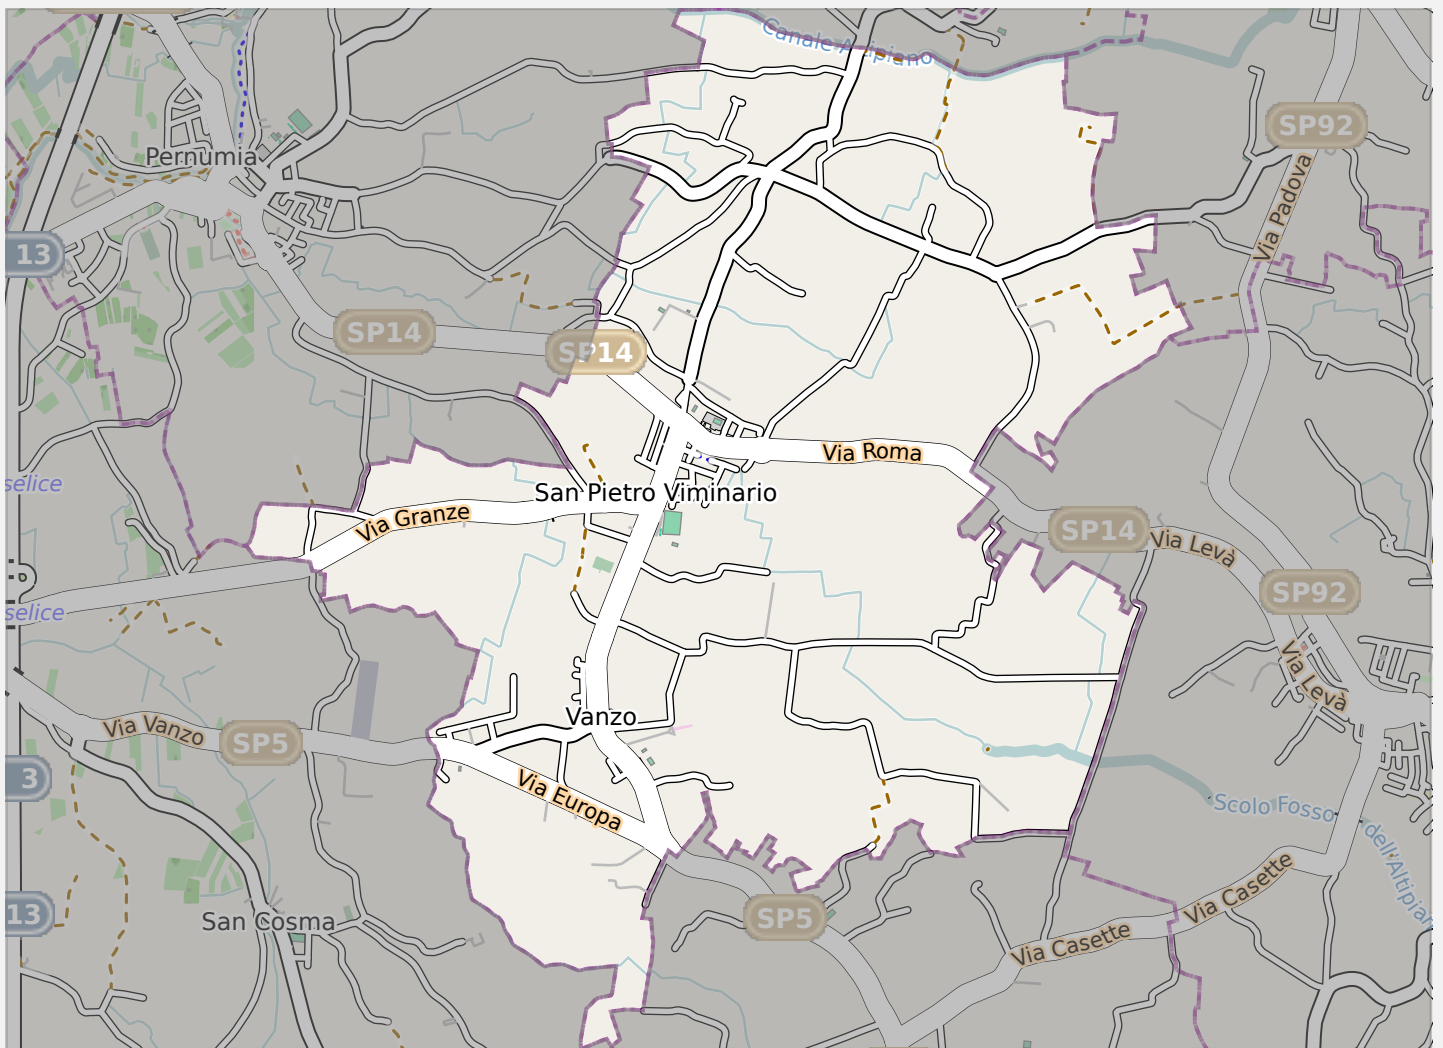 Canale Altipiano
SP92
Pernumia
Via Padova
13
SP14
SP14
Via Roma
selice
San Pietro Viminario
Via Granze
SP14
Via Levà
SP92
selice
Via Levà
Vanzo
Via Vanzo
SP5
3
Via Europa
Scolo Fosso
dell'Altipian
Via Casette
13
San Cosma
SP5
Via Casette